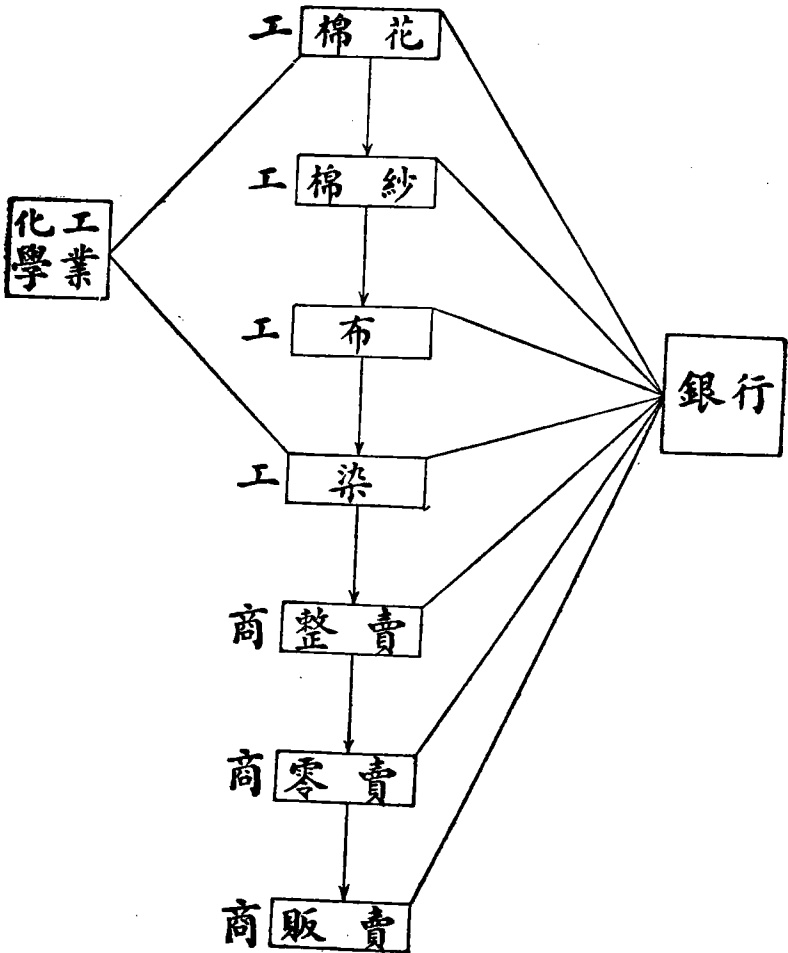 工 棉花
工 棉紗
化工
學業
工 布
銀行
工 染
商 整賣
商 零賣
商 販賣